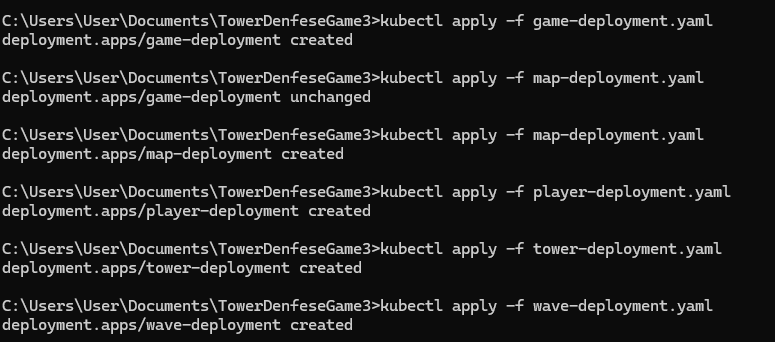 C:\Users\User\Documents\TowerDenfeseGame3>kubectl apply -f game-deployment.yaml
deployment.apps/game-deployment created
C:\Users\User\Documents\TowerDenfeseGame3>kubectl apply -f map-deployment.yaml
deployment.apps/game-deployment unchanged
C:\Users\User\Documents\TowerDenfeseGame3>kubectl apply -f map-deployment.yaml
deployment.apps/map-deployment created
C:\Users\User\Documents\TowerDenfeseGame3>kubectl apply -f player-deployment.yaml
deployment.apps/player-deployment created
C:\Users\User\Documents\TowerDenfeseGame3>kubectl apply -f tower-deployment.yaml
deployment.apps/tower-deployment created
C:\Users\User\Documents\TowerDenfeseGame3>kubectl apply -f wave-deployment.yaml
deployment.apps/wave-deployment created